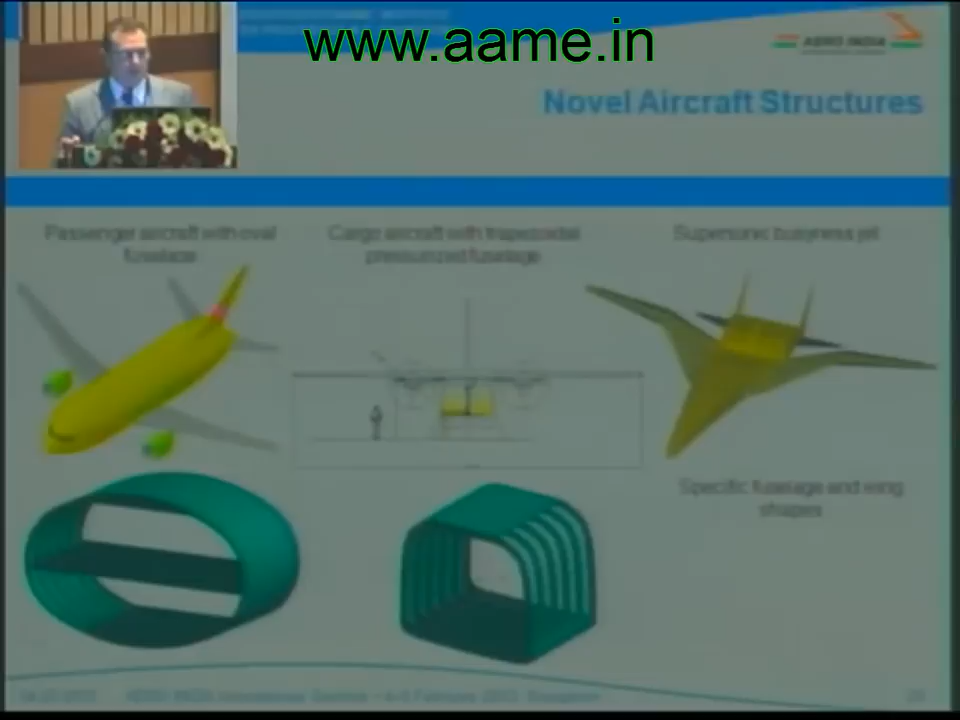 www.aame.in
AERO INDIA
Novel Aircraft Structures
Passenger aircraft with oval
fuselage
Cargo aircraft with trapezoidal
pressurized fuselage
Supersonic busyness jet
Specific fuselage and wing
shapes